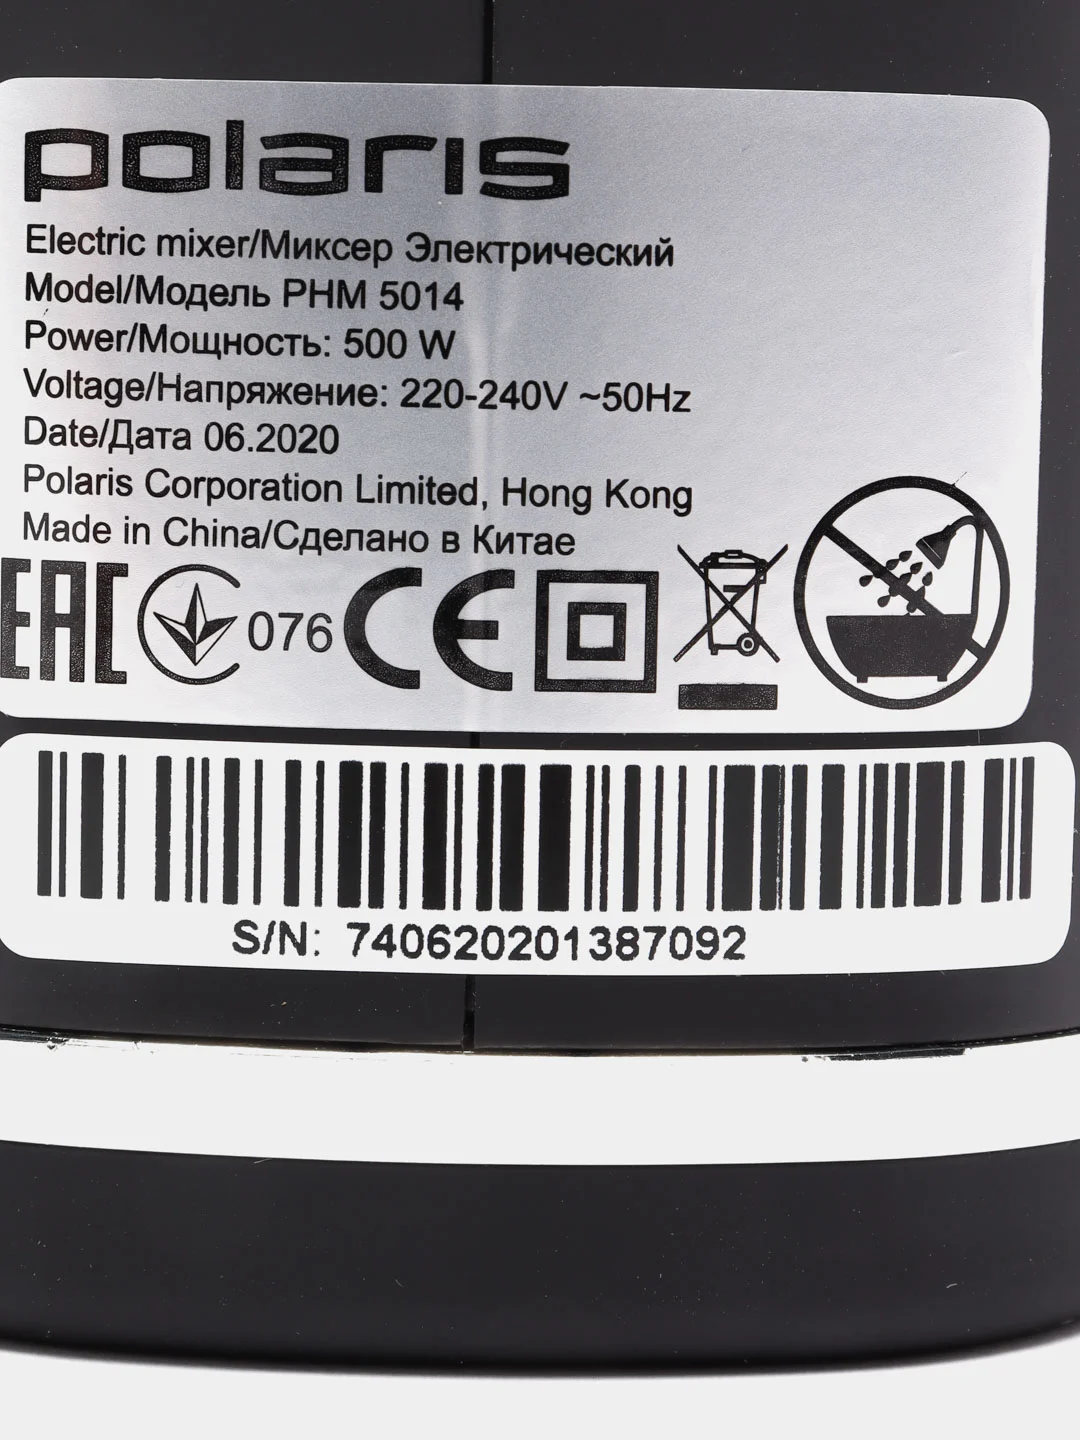 polaris
Electric mixer/Миксер Электрический
Model/Модель PHM 5014
Power/Мощность: 500 W
Voltage/Напряжение: 220-240V ~50Hz
Date/Дата 06.2020
Polaris Corporation Limited, Hong Kong
Made in China/Сделано в Китае
EAC 076 CE
S/N: 740620201387092